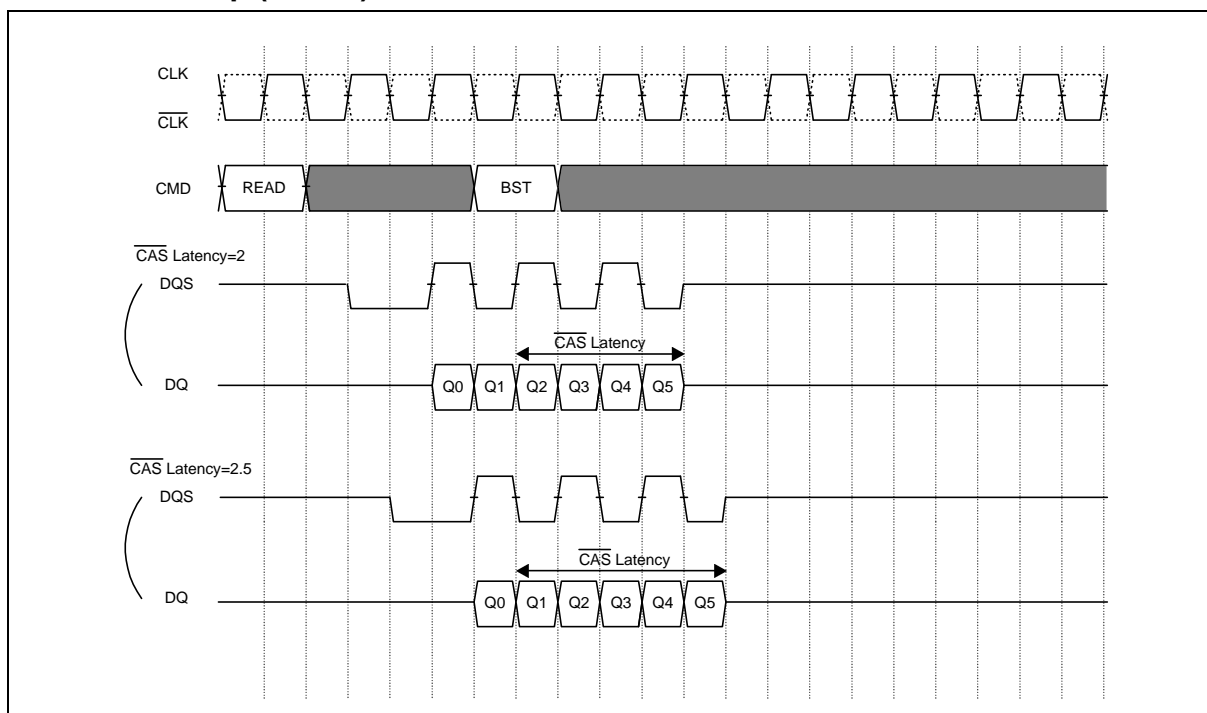 CLK
CLK
CMD
READ
BST
CAS Latency=2
DQS
CAS Latency
DQ
Q0 Q1 Q2 Q3 Q4 Q5
CAS Latency=2.5
DQS
CAS Latency
DQ
Q0 Q1 Q2 Q3 Q4 Q5